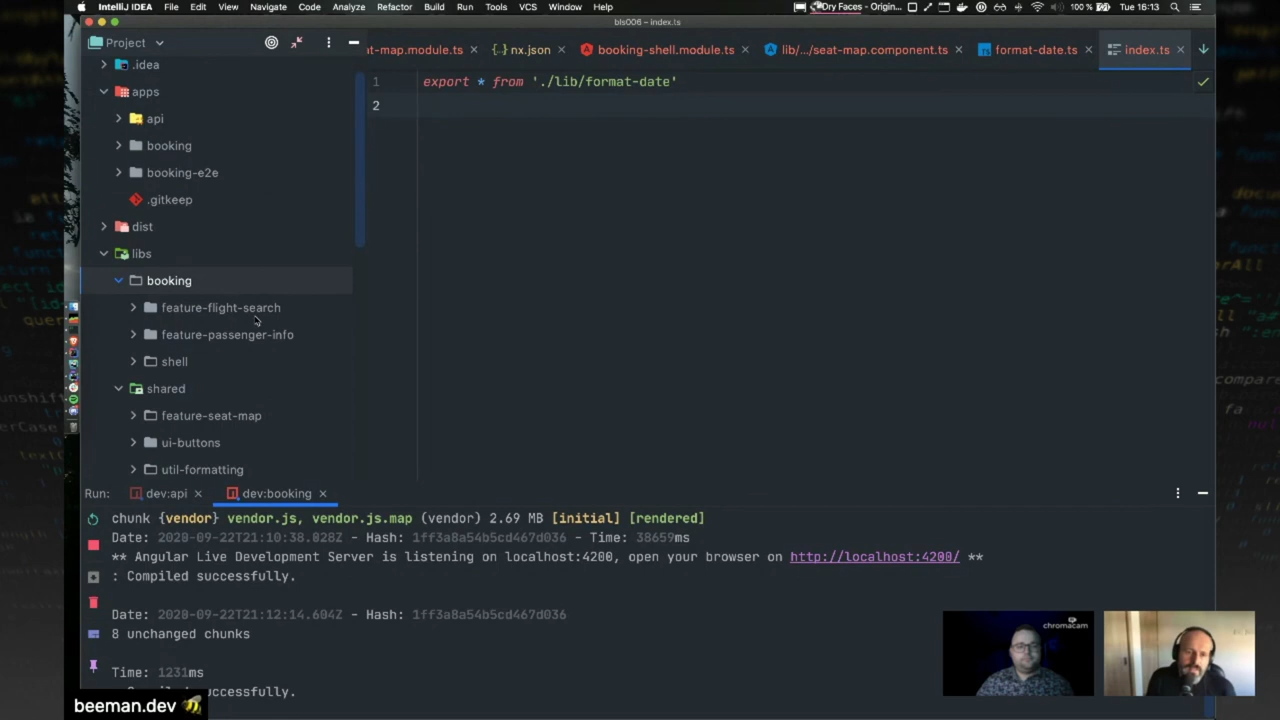 IntelliJ IDEA File Edit View Navigate Code Analyze Refactor Build Run Tools VCS Window Help Dry Faces - Origin... 100 % Tue 16:13
bls006 – index.ts
Project
at-map.module.ts nx.json booking-shell.module.ts lib/.../seat-map.component.ts format-date.ts index.ts
.idea
apps
api
booking
booking-e2e
.gitkeep
dist
libs
booking
feature-flight-search
feature-passenger-info
shell
shared
feature-seat-map
ui-buttons
util-formatting
1 export * from './lib/format-date'
2
Run: dev:api dev:booking
chunk {vendor} vendor.js, vendor.js.map (vendor) 2.69 MB [initial] [rendered]
Date: 2020-09-22T21:10:38.028Z - Hash: 1ff3a8a54b5cd467d036 - Time: 38659ms
** Angular Live Development Server is listening on localhost:4200, open your browser on http://localhost:4200/ **
: Compiled successfully.
Date: 2020-09-22T21:12:14.604Z - Hash: 1ff3a8a54b5cd467d036
8 unchanged chunks
Time: 1231ms
uccessfully.
chromacam
beeman.dev